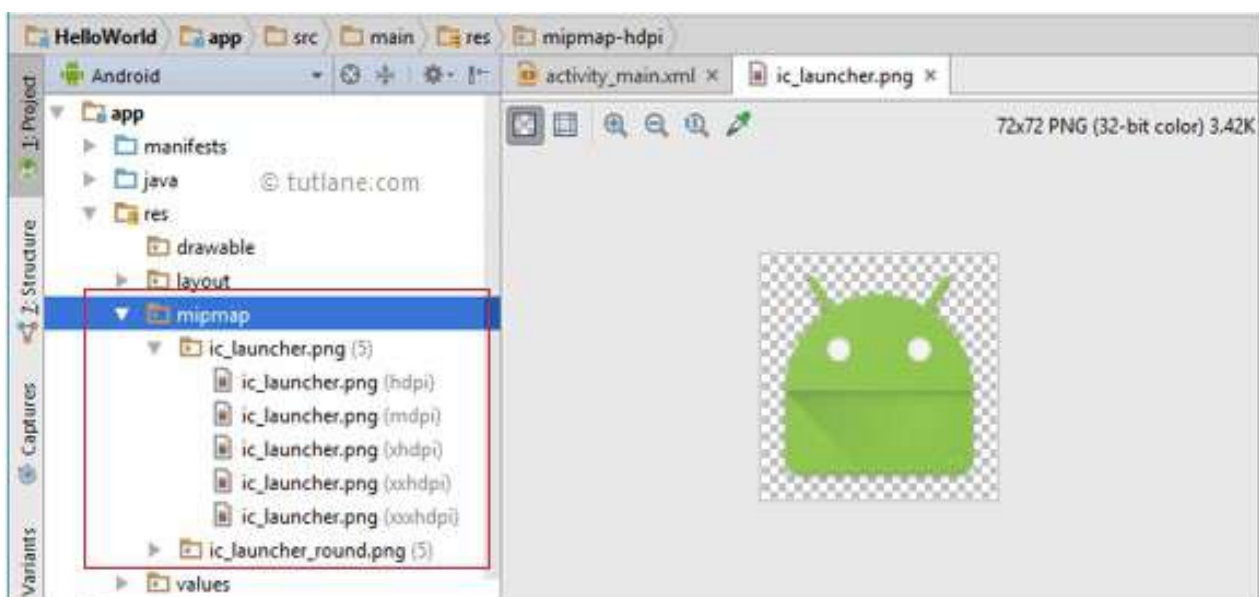 HelloWorld app src main res mipmap-hdpi
Android
activity_main.xml × ic_launcher.png ×
1: Project
app
72x72 PNG (32-bit color) 3.42K
manifests
java
© tutlane.com
res
drawable
layout
mipmap
ic_launcher.png (5)
ic_launcher.png (hdpi)
ic_launcher.png (mdpi)
ic_launcher.png (xhdpi)
ic_launcher.png (xxhdpi)
ic_launcher.png (xxxhdpi)
ic_launcher_round.png (5)
values
Z: Structure
Captures
Variants